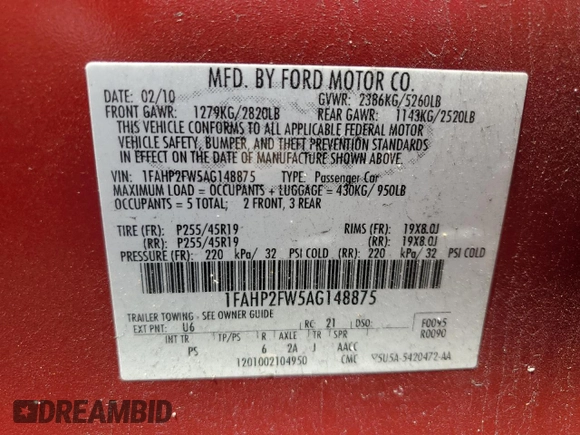 MFD. BY FORD MOTOR CO.
DATE: 02/10 GVWR: 2386KG/5260LB
FRONT GAWR: 1279KG/2820LB REAR GAWR: 1143KG/2520LB
THIS VEHICLE CONFORMS TO ALL APPLICABLE FEDERAL MOTOR
VEHICLE SAFETY, BUMPER, AND THEFT PREVENTION STANDARDS
IN EFFECT ON THE DATE OF MANUFACTURE SHOWN ABOVE.
VIN: 1FAHP2FW5AG148875 TYPE: Passenger Car
MAXIMUM LOAD = OCCUPANTS + LUGGAGE = 430KG/ 950LB
OCCUPANTS = 5 TOTAL; 2 FRONT, 3 REAR
TIRE (FR): P255/45R19 RIMS (FR): 19X8.0J
(RR): P255/45R19 (RR): 19X8.0J
PRESSURE (FR): 220 kPa/ 32 PSI COLD (RR): 220 kPa/ 32 PSI COLD
1FAHP2FW5AG148875
TRAILER TOWING - SEE OWNER GUIDE
EXT PNT: U6 RC: 21 DSO: F0095
R0090
INT TR TP/PS R AXLE TR SPR
PS 6 2A J AACC
1201002104950 CMC 5U5A-5420472-AA
DREAMBID